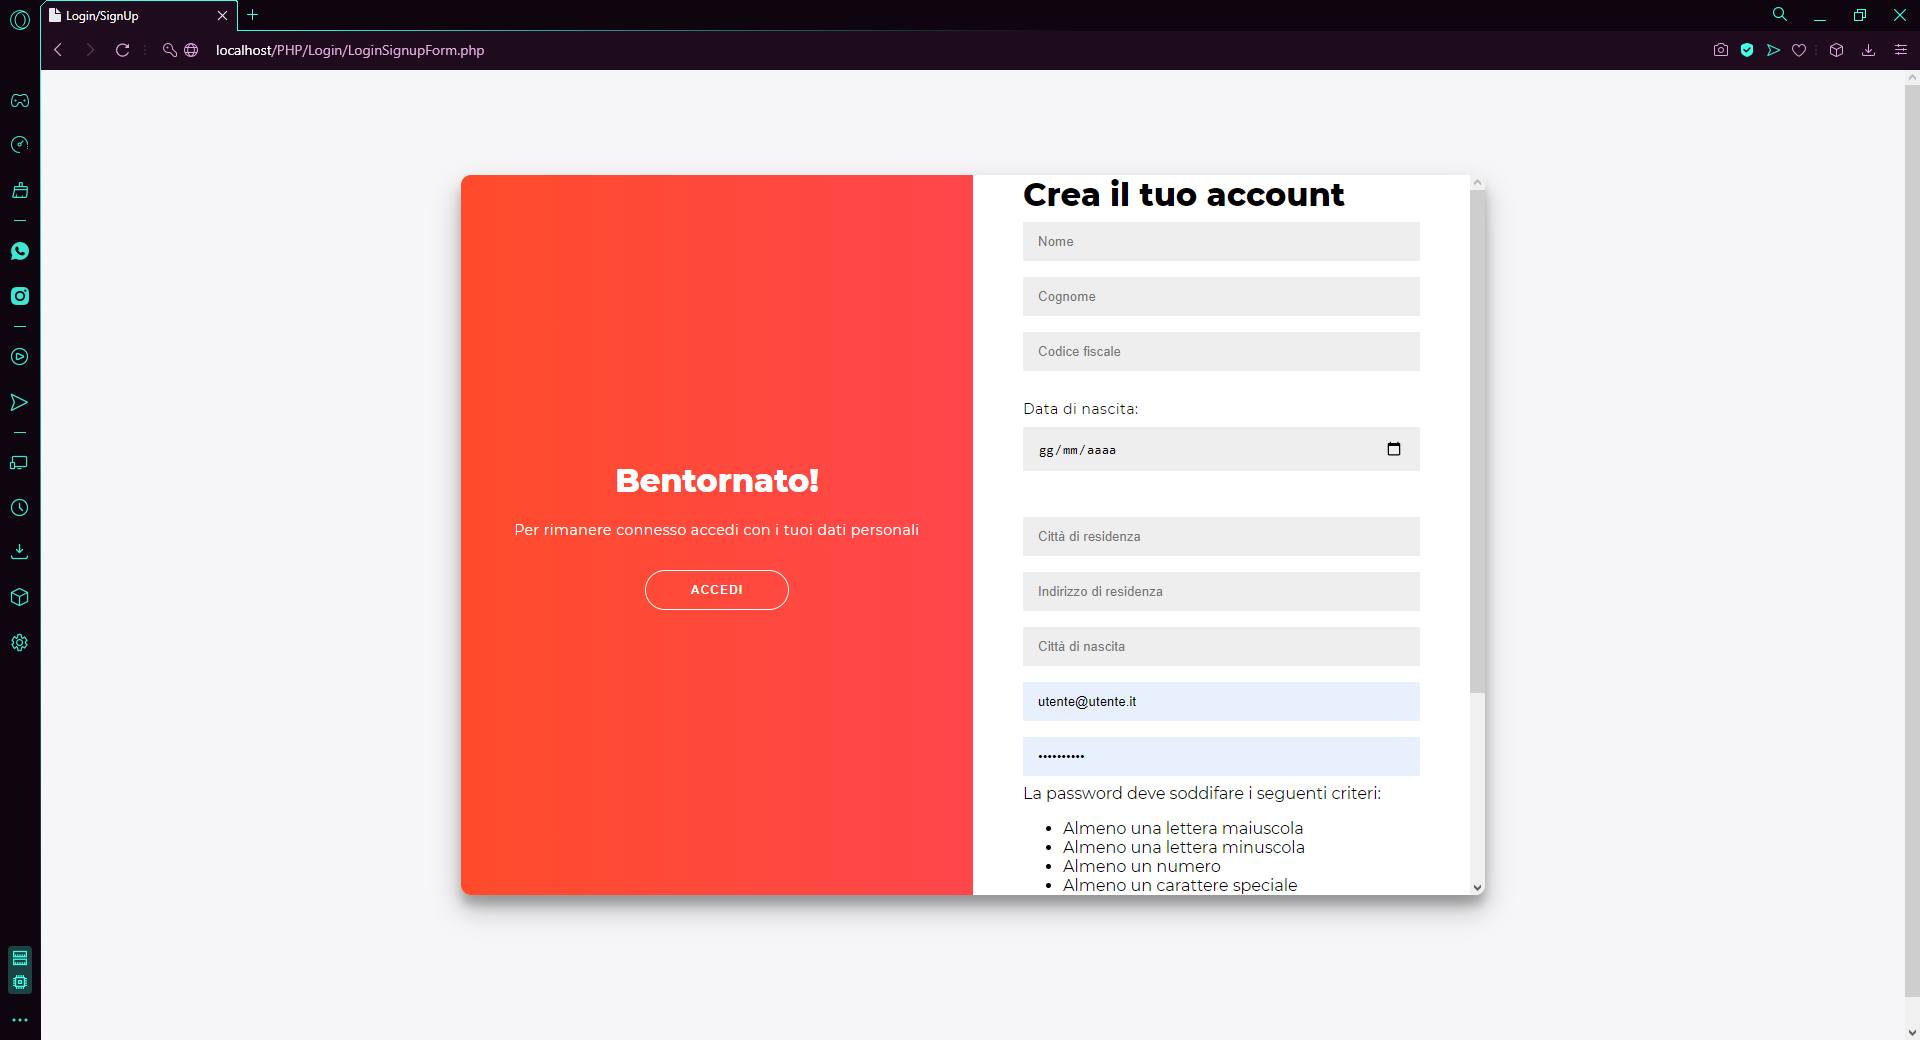 Login/SignUp
localhost/PHP/Login/LoginSignupForm.php
Bentornato!
Per rimanere connesso accedi con i tuoi dati personali
ACCEDI
Crea il tuo account
Nome
Cognome
Codice fiscale
Data di nascita:
gg/mm/aaaa
Città di residenza
Indirizzo di residenza
Città di nascita
utente@utente.it
••••••••••
La password deve soddifare i seguenti criteri:
• Almeno una lettera maiuscola
• Almeno una lettera minuscola
• Almeno un numero
• Almeno un carattere speciale